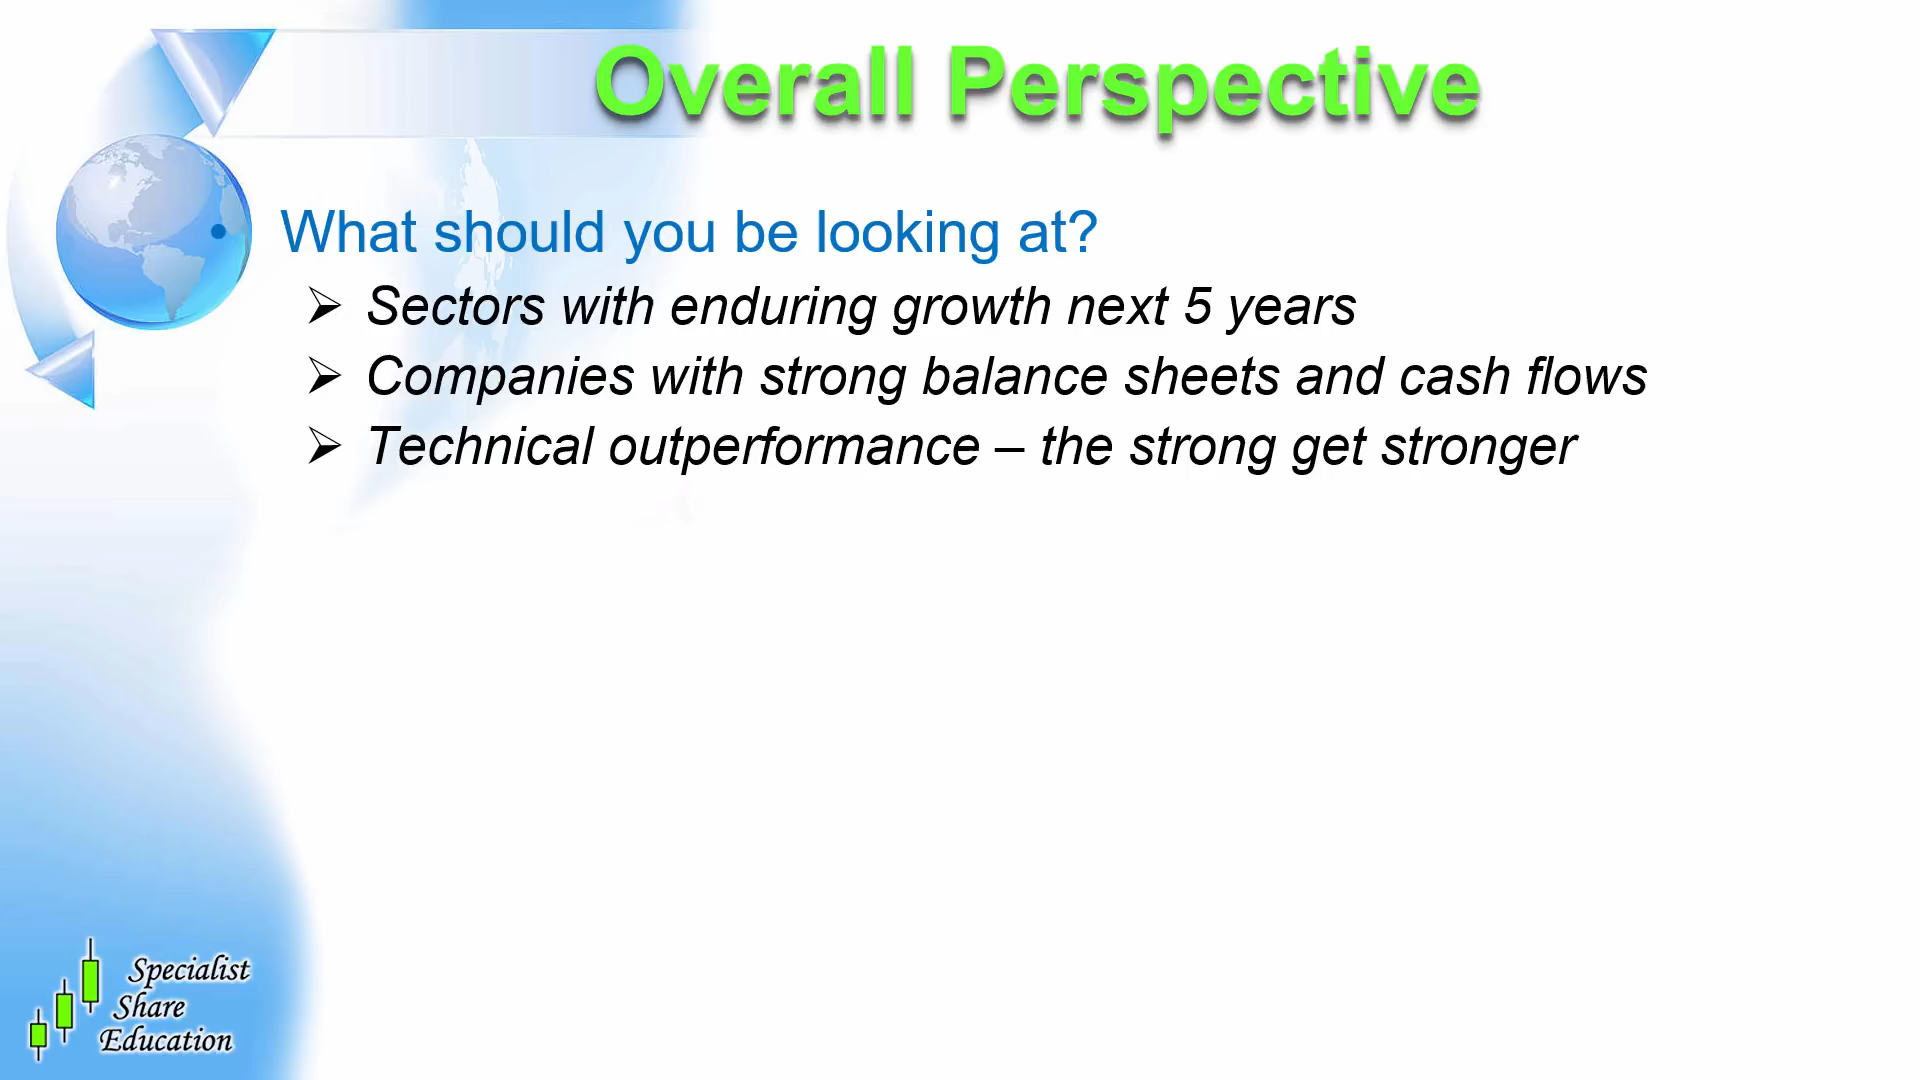 Overall Perspective
• What should you be looking at?
➢ Sectors with enduring growth next 5 years
➢ Companies with strong balance sheets and cash flows
➢ Technical outperformance – the strong get stronger
Specialist
Share
Education